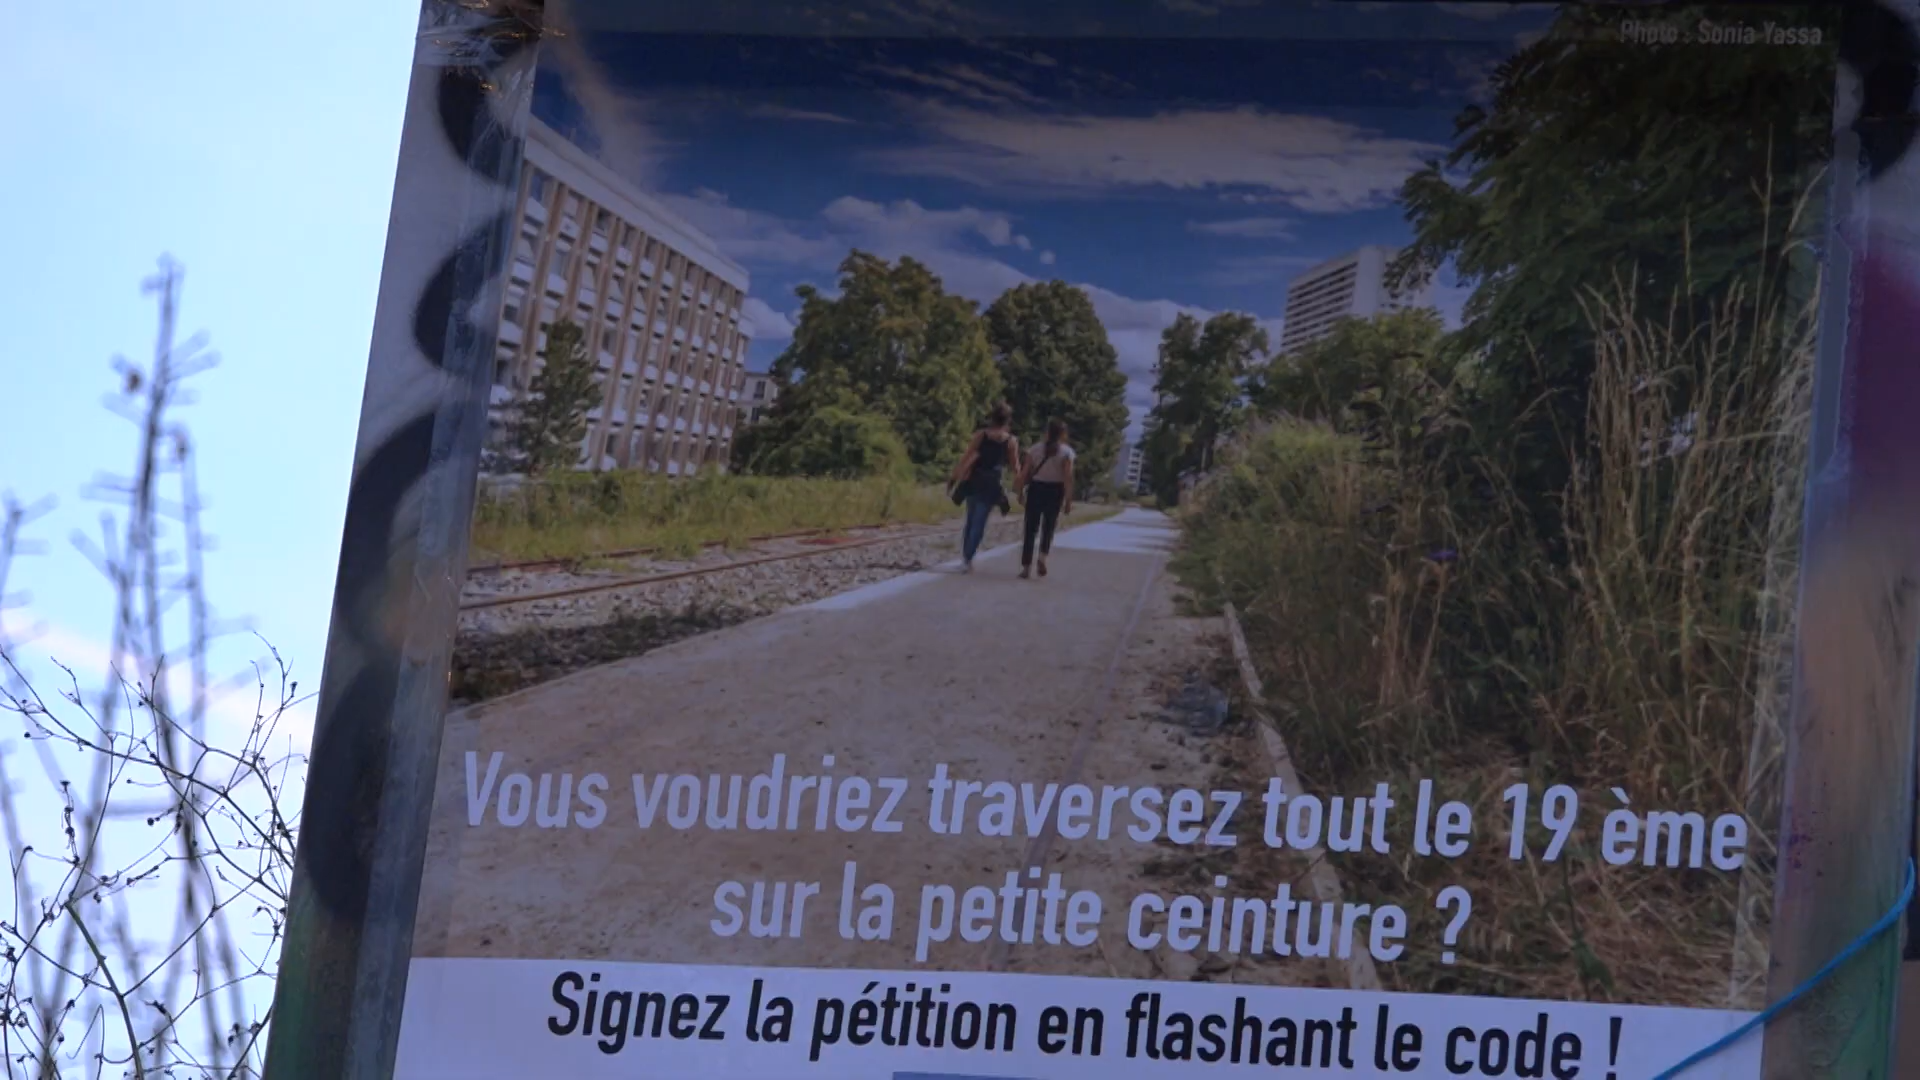 Photo : Sonia Yassa
Vous voudriez traversez tout le 19 ème
sur la petite ceinture ?
Signez la pétition en flashant le code !